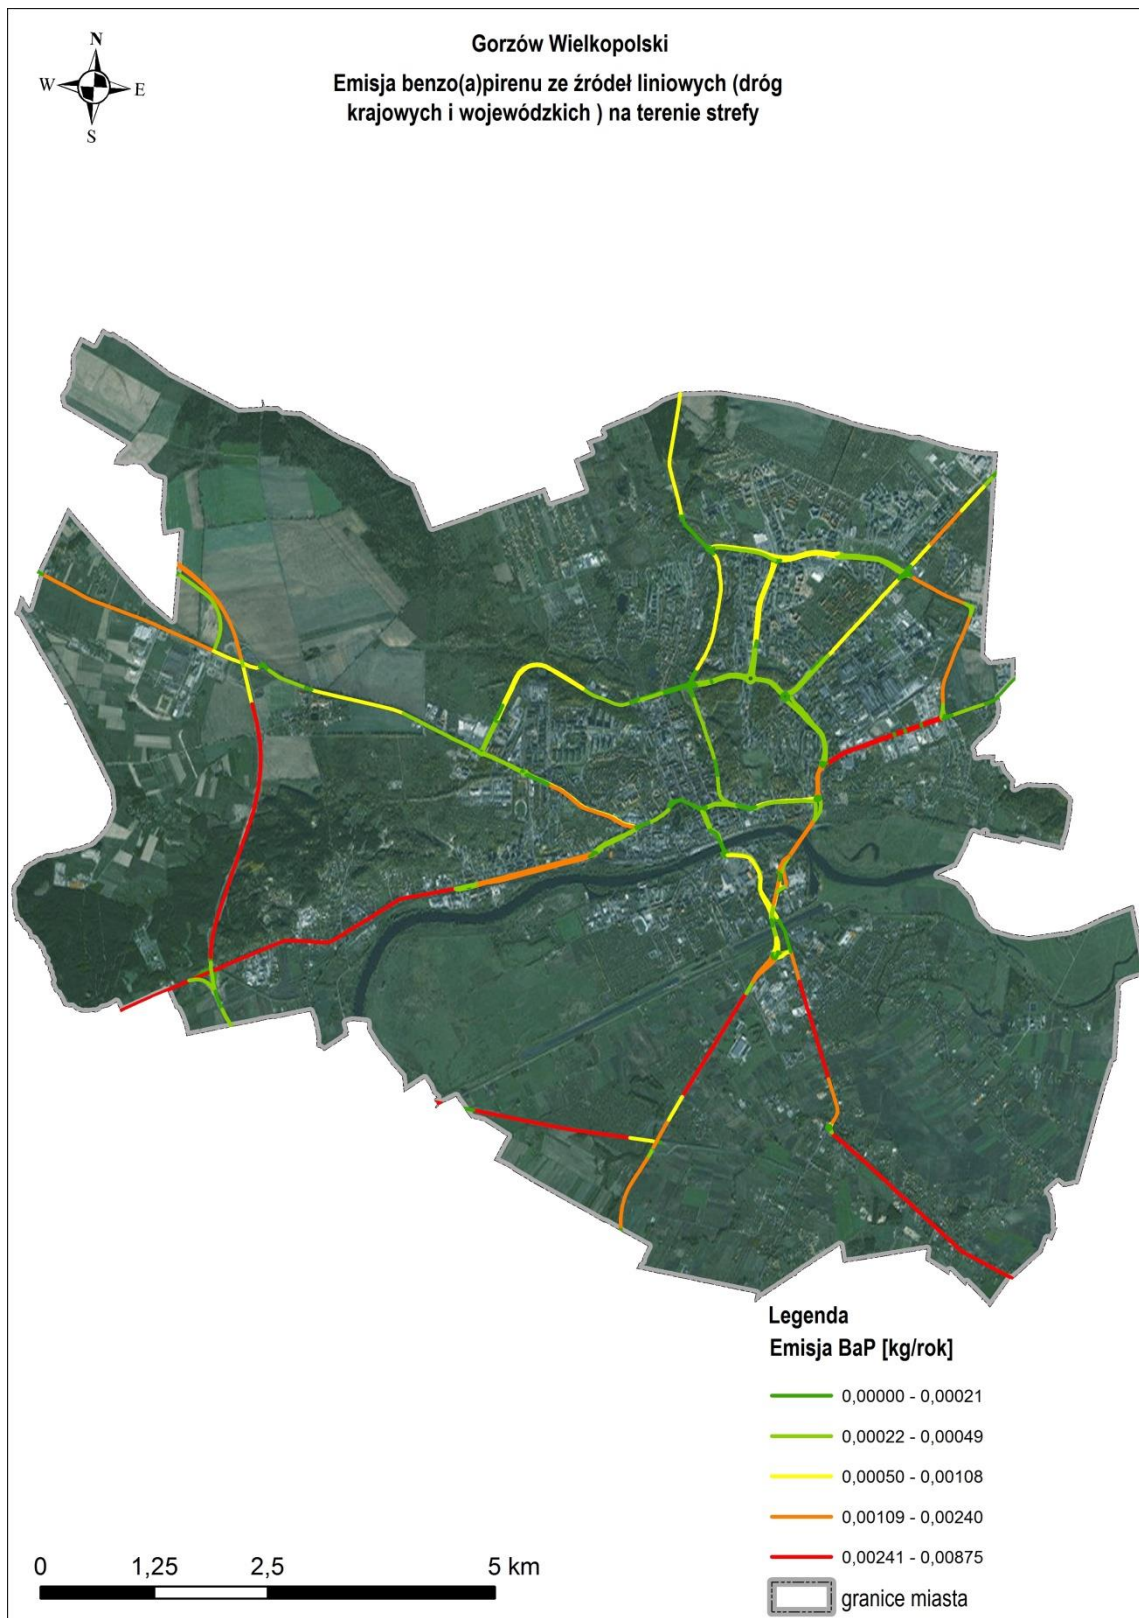 N
W E
S
Gorzów Wielkopolski
Emisja benzo(a)pirenu ze źródeł liniowych (dróg
krajowych i wojewódzkich ) na terenie strefy
Legenda
Emisja BaP [kg/rok]
0,00000 - 0,00021
0,00022 - 0,00049
0,00050 - 0,00108
0,00109 - 0,00240
0,00241 - 0,00875
granice miasta
0 1,25 2,5 5 km